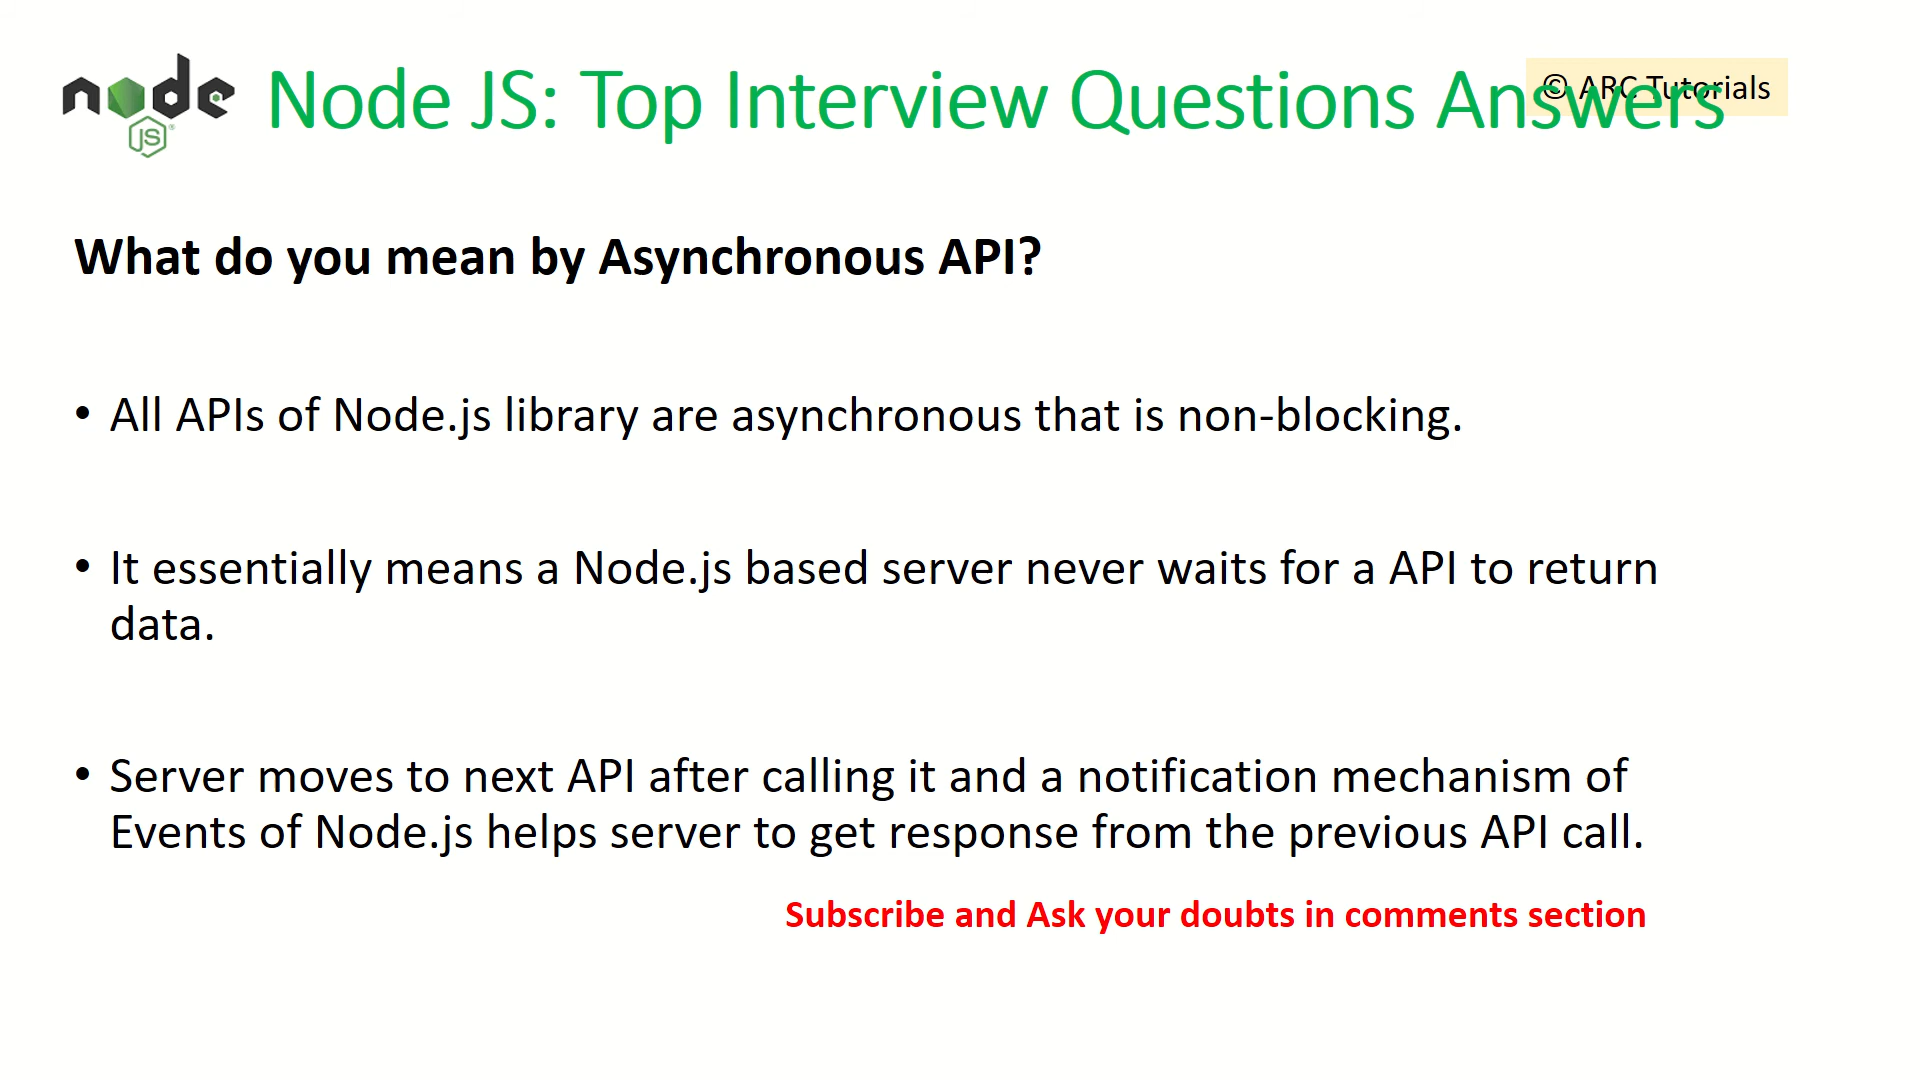 node
JS
Node JS: Top Interview Questions Answers
© ARC Tutorials
What do you mean by Asynchronous API?
• All APIs of Node.js library are asynchronous that is non-blocking.
• It essentially means a Node.js based server never waits for a API to return
data.
• Server moves to next API after calling it and a notification mechanism of
Events of Node.js helps server to get response from the previous API call.
Subscribe and Ask your doubts in comments section